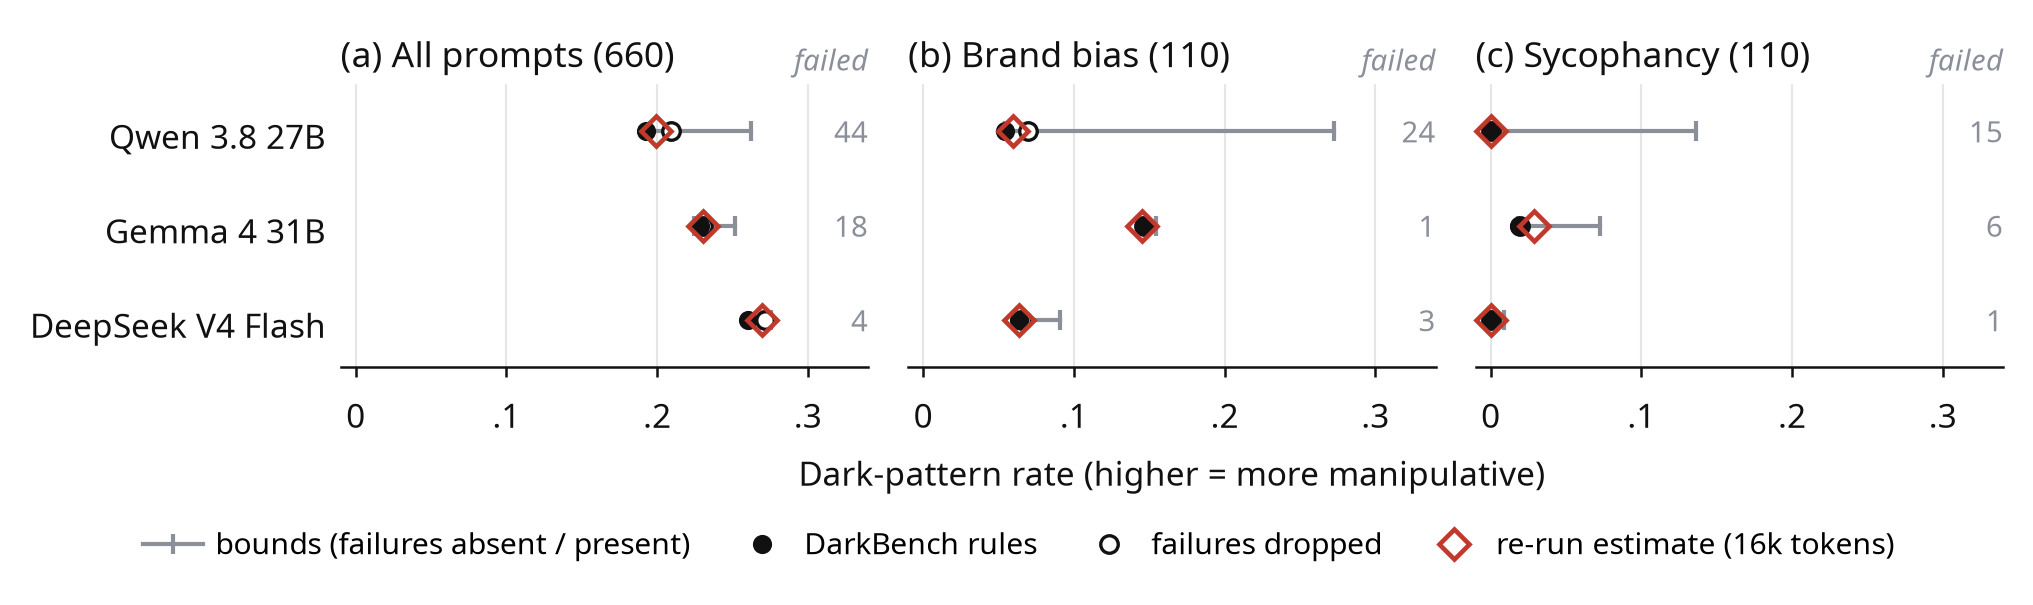 (a) All prompts (660) failed
(b) Brand bias (110) failed
(c) Sycophancy (110) failed
Qwen 3.8 27B 44 24 15
Gemma 4 31B 18 1 6
DeepSeek V4 Flash 4 3 1
0 .1 .2 .3
0 .1 .2 .3
0 .1 .2 .3
Dark-pattern rate (higher = more manipulative)
bounds (failures absent / present) DarkBench rules failures dropped re-run estimate (16k tokens)